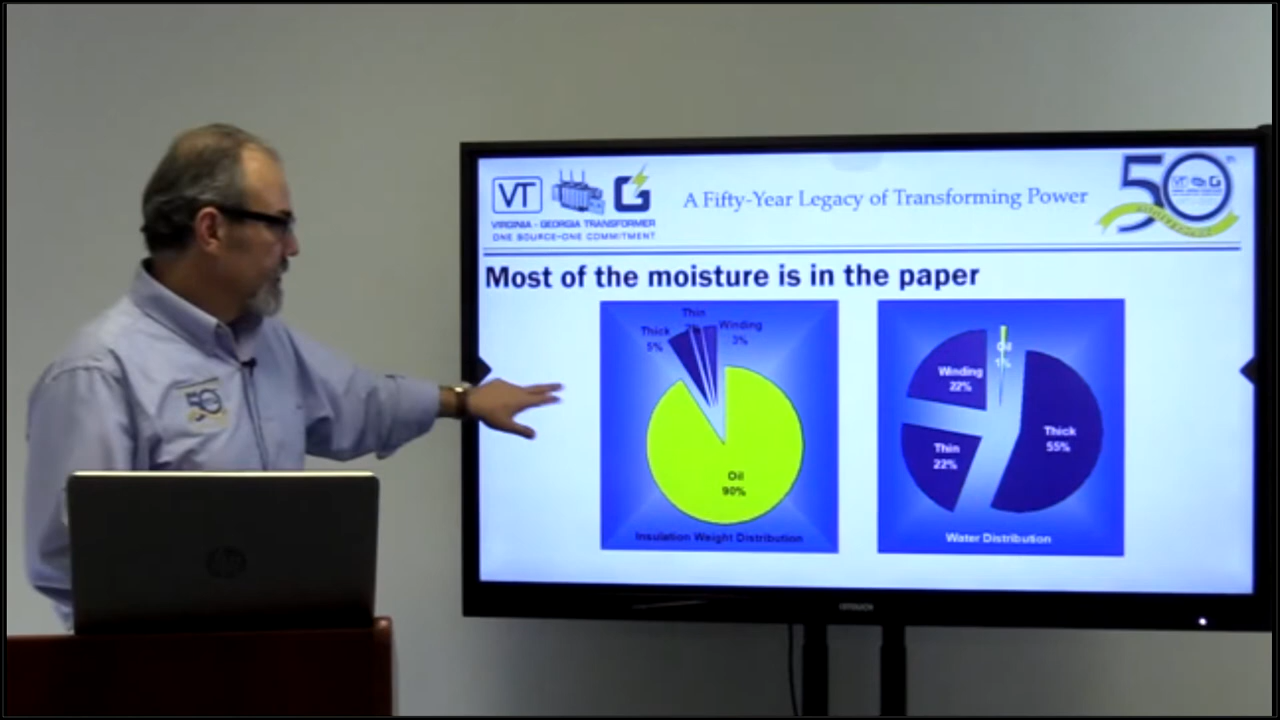 VT
G
VIRGINIA - GEORGIA TRANSFORMER
ONE SOURCE-ONE COMMITMENT
A Fifty-Year Legacy of Transforming Power
50
Most of the moisture is in the paper
Thin
2%
Thick
5%
Winding
3%
Oil
90%
Insulation Weight Distribution
Oil
1%
Winding
22%
Thick
55%
Thin
22%
Water Distribution
50
hp